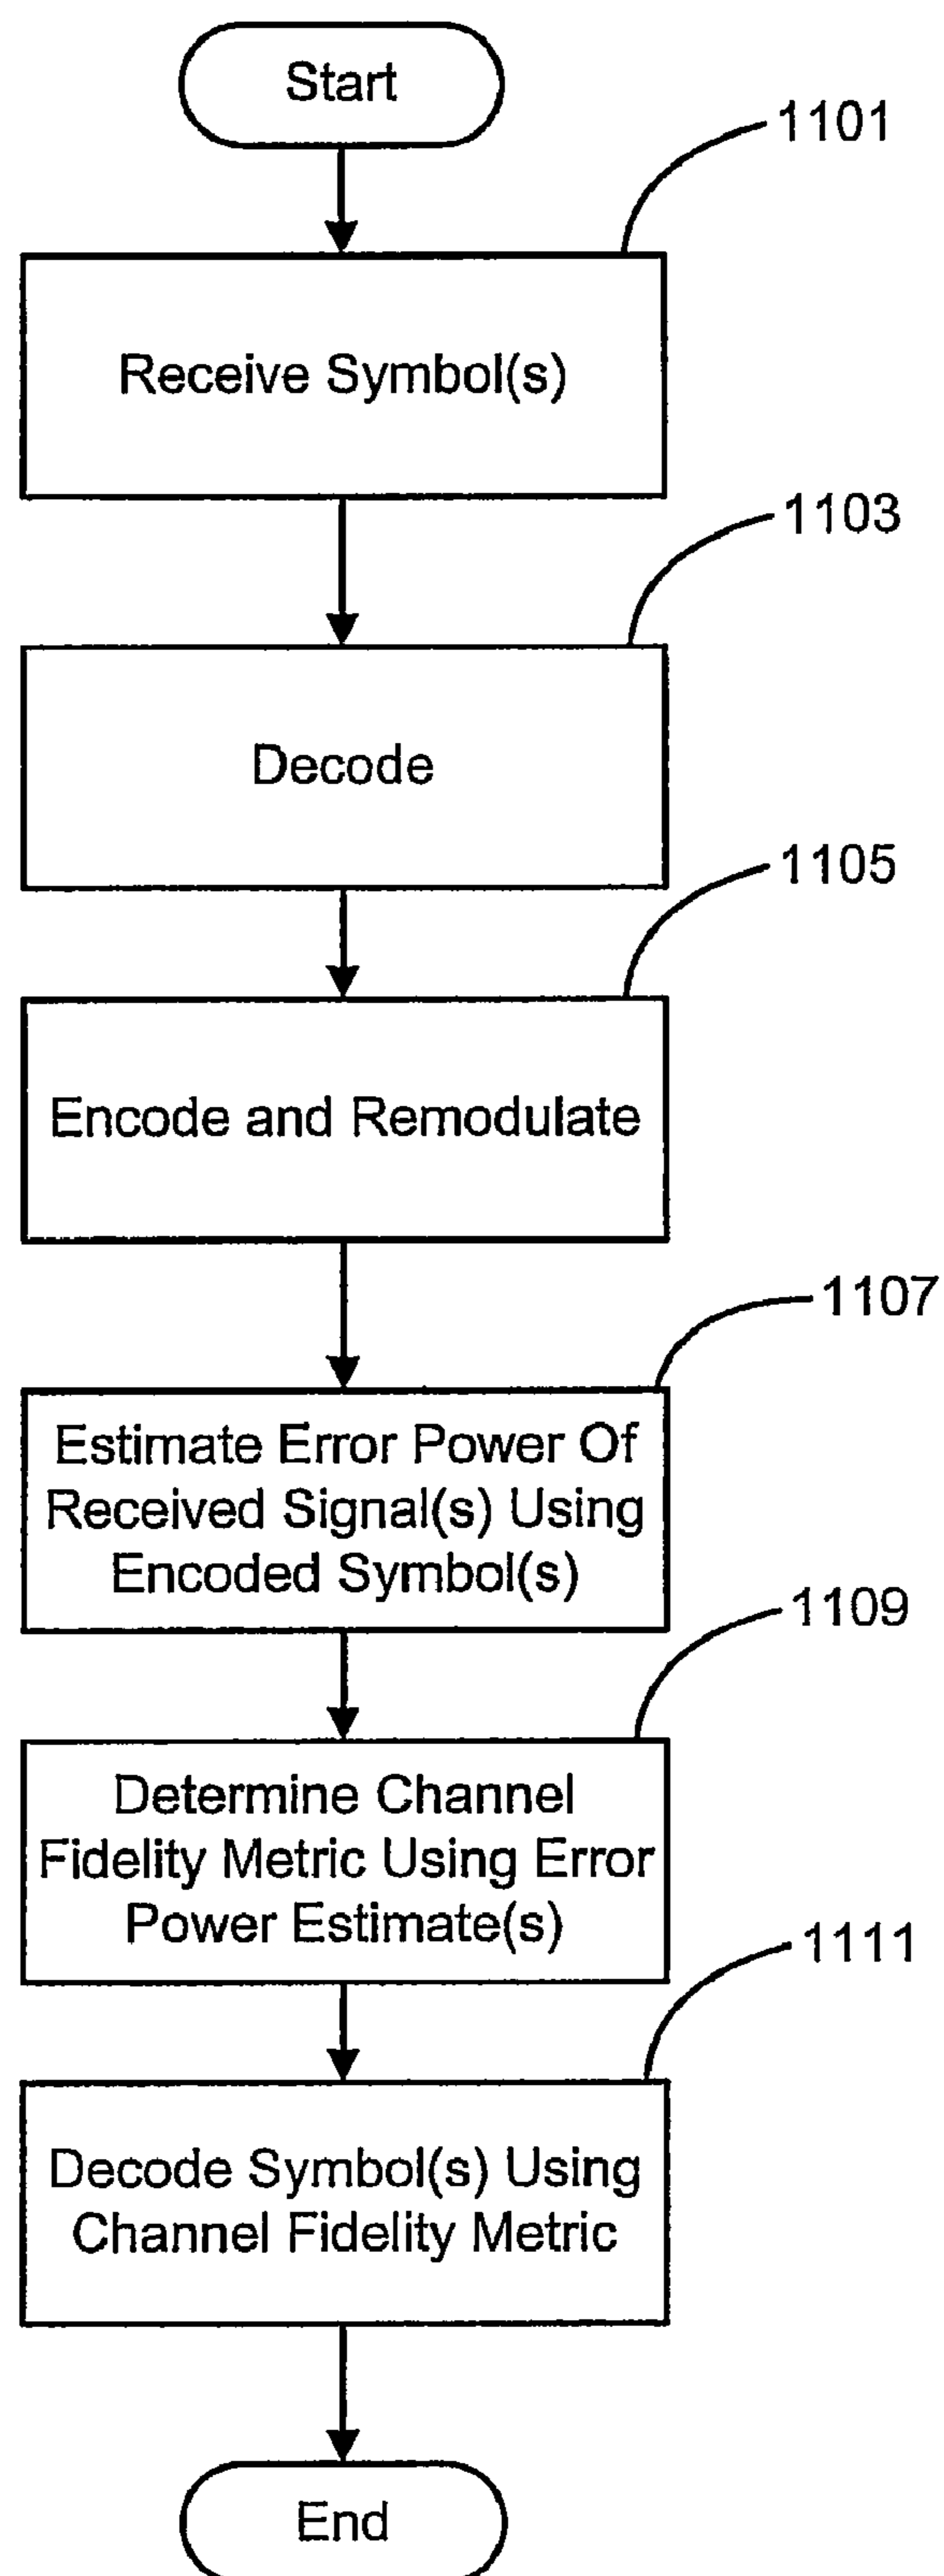 Start
1101
Receive Symbol(s)
1103
Decode
1105
Encode and Remodulate
1107
Estimate Error Power Of
Received Signal(s) Using
Encoded Symbol(s)
1109
Determine Channel
Fidelity Metric Using Error
Power Estimate(s)
1111
Decode Symbol(s) Using
Channel Fidelity Metric
End